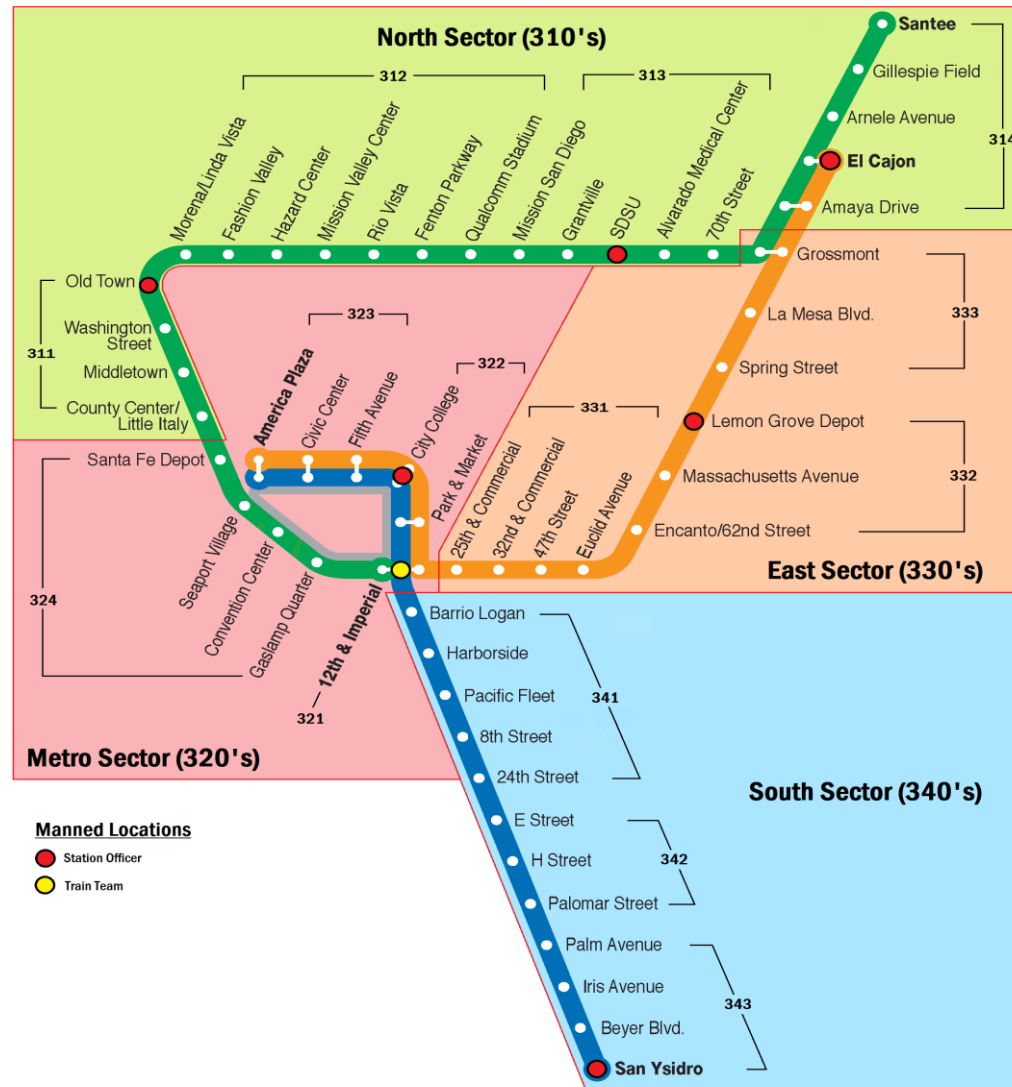 North Sector (310's)
312
313
314
Santee
Gillespie Field
Arnele Avenue
El Cajon
Amaya Drive
Morena/Linda Vista
Fashion Valley
Hazard Center
Mission Valley Center
Rio Vista
Fenton Parkway
Qualcomm Stadium
Mission San Diego
Grantville
SDSU
Alvarado Medical Center
70th Street
Grossmont
La Mesa Blvd.
Spring Street
333
Old Town
Washington
Street
Middletown
County Center/
Little Italy
311
323
322
331
America Plaza
Civic Center
Fifth Avenue
City College
Park & Market
25th & Commercial
32nd & Commercial
47th Street
Euclid Avenue
Lemon Grove Depot
Massachusetts Avenue
Encanto/62nd Street
332
East Sector (330's)
Santa Fe Depot
Seaport Village
Convention Center
Gaslamp Quarter
12th & Imperial
324
321
Metro Sector (320's)
Barrio Logan
Harborside
Pacific Fleet
8th Street
24th Street
341
South Sector (340's)
E Street
H Street
Palomar Street
342
Palm Avenue
Iris Avenue
Beyer Blvd.
San Ysidro
343
Manned Locations
Station Officer
Train Team